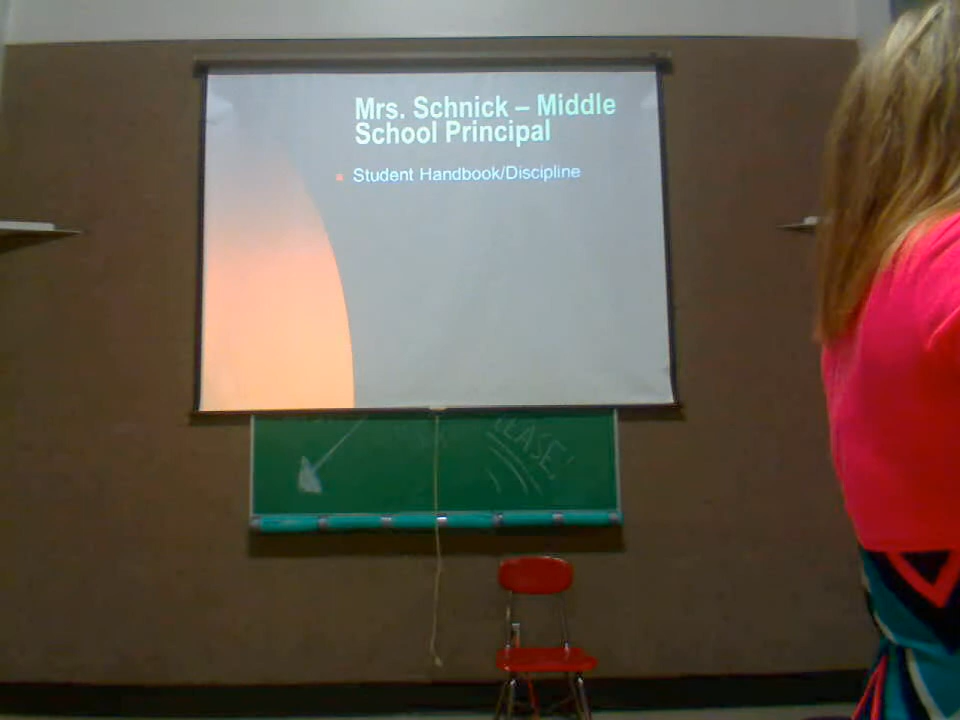 Mrs. Schnick – Middle
School Principal
Student Handbook/Discipline